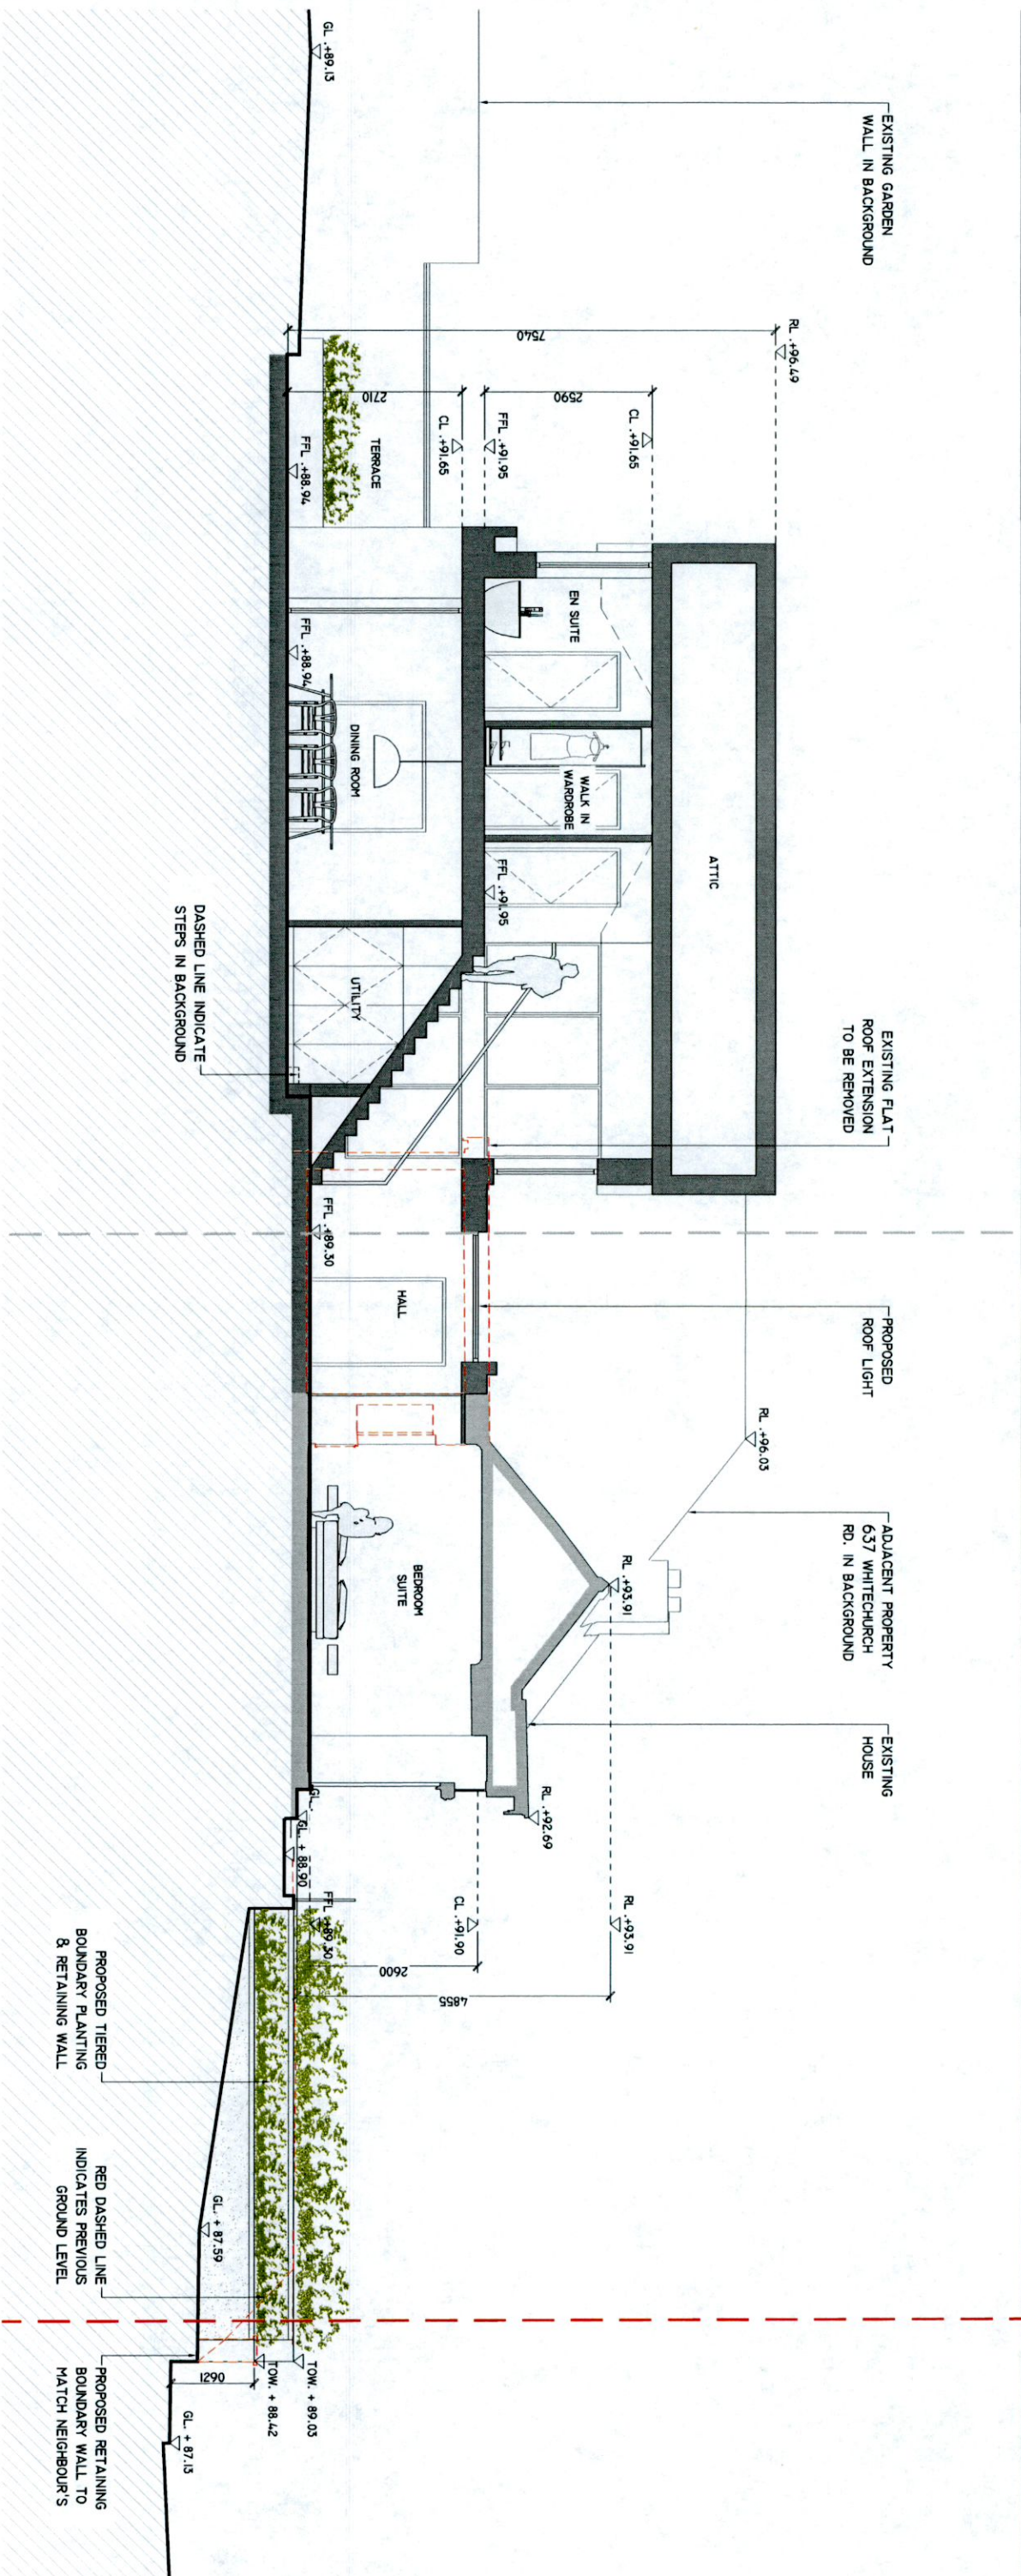 EXISTING GARDEN
WALL IN BACKGROUND
EXISTING FLAT
ROOF EXTENSION
TO BE REMOVED
PROPOSED
ROOF LIGHT
ADJACENT PROPERTY
637 WHITECHURCH
RD. IN BACKGROUND
EXISTING
HOUSE
RL .+96.49
RL .+96.03
RL .+93.91
RL .+92.69
RL .+93.91
7540
2710
2590
CL .+91.65
FFL .+91.95
CL .+91.65
ATTIC
EN SUITE
WALK IN
WARDROBE
FFL .+91.95
GL .+89.13
TERRACE
FFL .+88.94
FFL .+88.94
DINING ROOM
UTILITY
FFL .+89.30
HALL
BEDROOM
SUITE
CL .+91.90
2600
4855
GL.
GL. + 88.90
FFL .+89.30
DASHED LINE INDICATE
STEPS IN BACKGROUND
PROPOSED TIERED
BOUNDARY PLANTING
& RETAINING WALL
RED DASHED LINE
INDICATES PREVIOUS
GROUND LEVEL
PROPOSED RETAINING
BOUNDARY WALL TO
MATCH NEIGHBOUR'S
GL. + 87.59
TOW. + 89.03
TOW. + 88.42
1290
GL. + 87.13